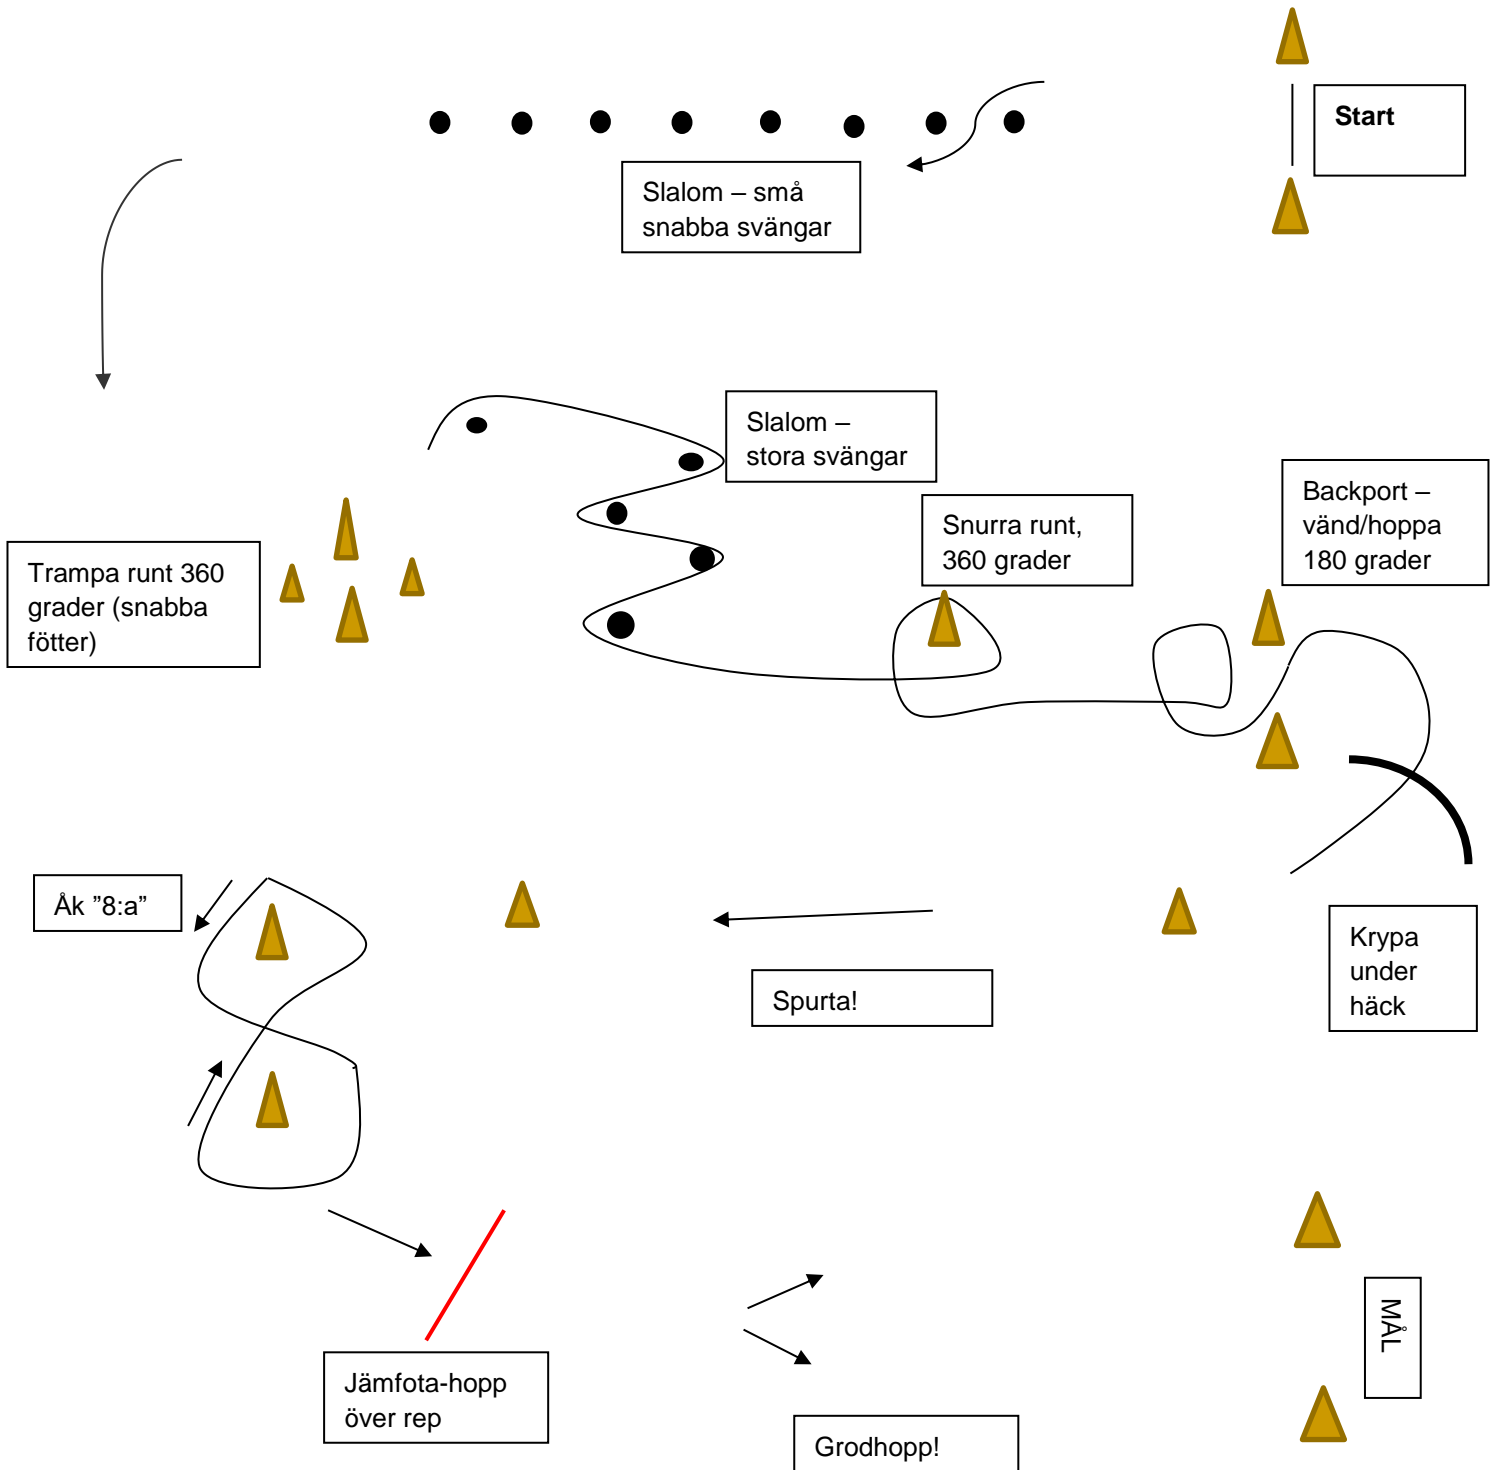 Start
Slalom – små
snabba svängar
Slalom –
stora svängar
Backport –
vänd/hoppa
180 grader
Snurra runt,
360 grader
Trampa runt 360
grader (snabba
fötter)
Åk ”8:a”
Krypa
under
häck
Spurta!
MÅL
Jämfota-hopp
över rep
Grodhopp!